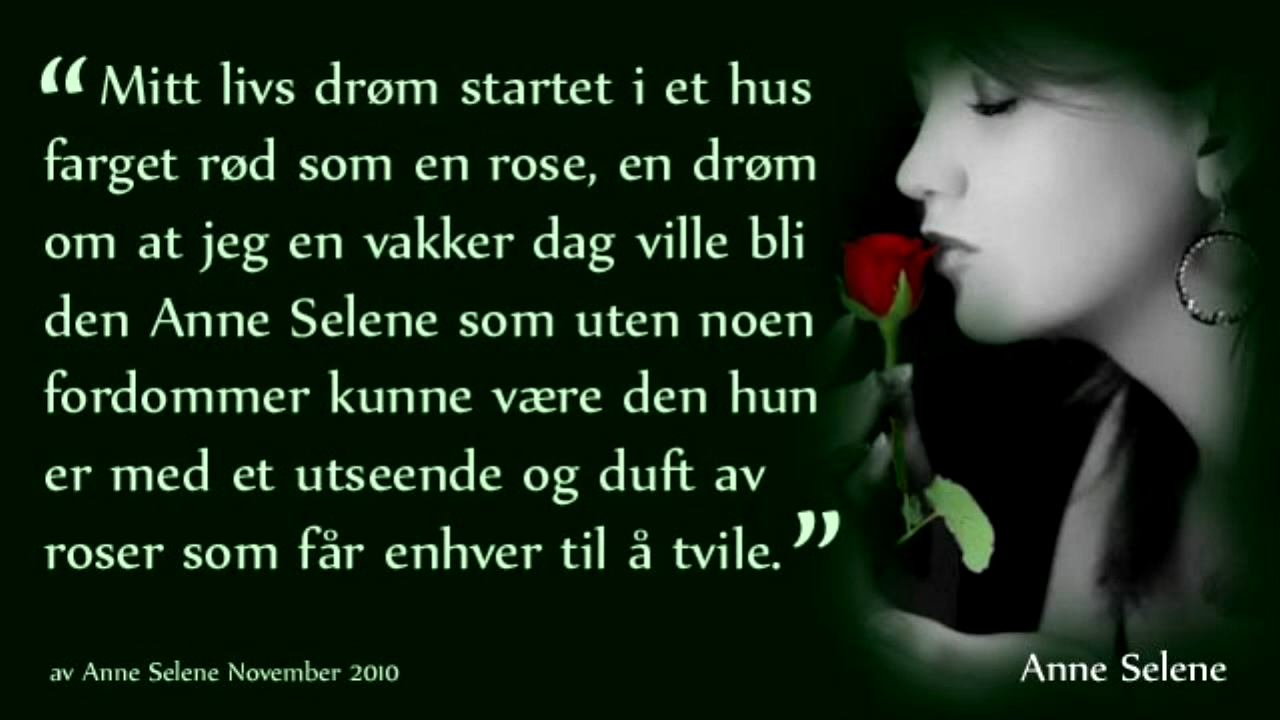 “Mitt livs drøm startet i et hus
farget rød som en rose, en drøm
om at jeg en vakker dag ville bli
den Anne Selene som uten noen
fordommer kunne være den hun
er med et utseende og duft av
roser som får enhver til å tvile.”
av Anne Selene November 2010
Anne Selene